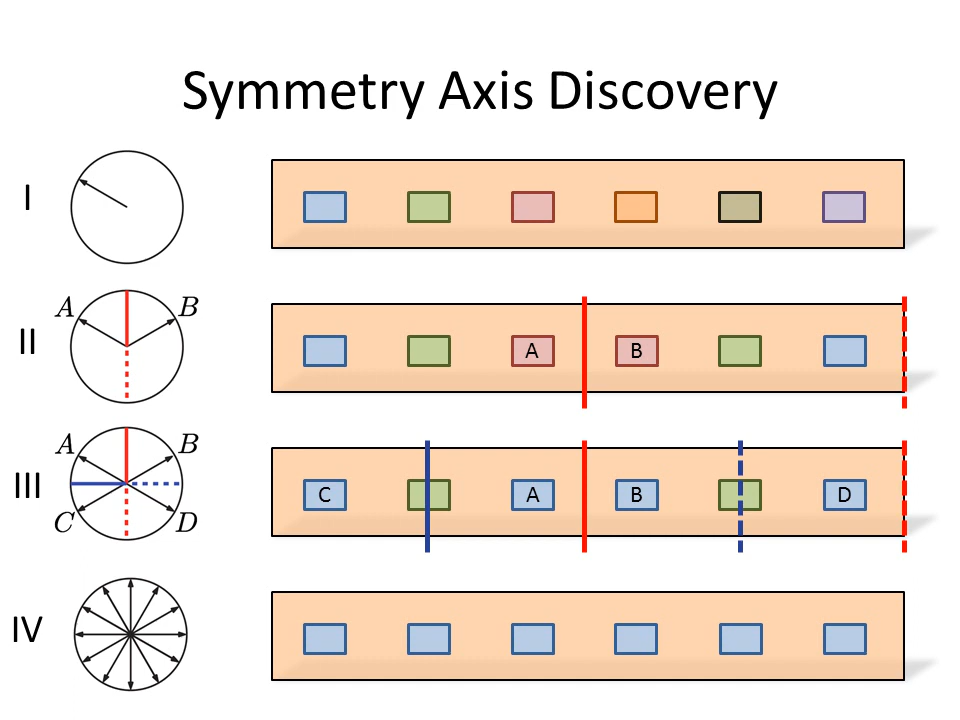 Symmetry Axis Discovery
I
II
A B
A B
III
A B
C D
C A B D
IV